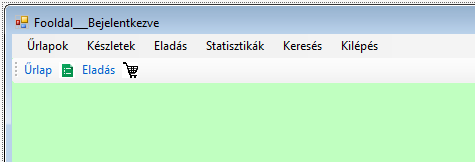 Fooldal___Bejelentkezve
Űrlapok Készletek Eladás Statisztikák Keresés Kilépés
Űrlap Eladás